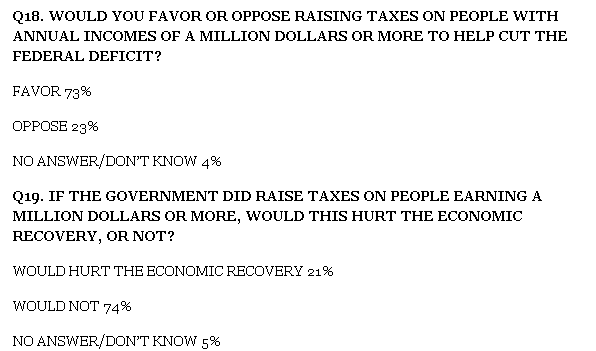 Q18. WOULD YOU FAVOR OR OPPOSE RAISING TAXES ON PEOPLE WITH
ANNUAL INCOMES OF A MILLION DOLLARS OR MORE TO HELP CUT THE
FEDERAL DEFICIT?
FAVOR 73%
OPPOSE 23%
NO ANSWER/DON'T KNOW 4%
Q19. IF THE GOVERNMENT DID RAISE TAXES ON PEOPLE EARNING A
MILLION DOLLARS OR MORE, WOULD THIS HURT THE ECONOMIC
RECOVERY, OR NOT?
WOULD HURT THE ECONOMIC RECOVERY 21%
WOULD NOT 74%
NO ANSWER/DON'T KNOW 5%